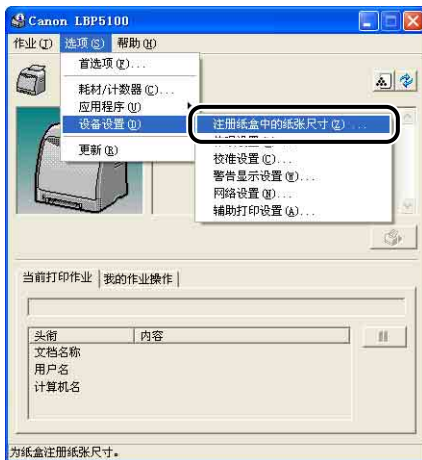 Canon LBP5100
作业(J) 选项(S) 帮助(H)
首选项(P)...
耗材/计数器(C)...
应用程序(U)
设备设置(D)
更新(R)
注册纸盒中的纸张尺寸(Z) ...
校准设置(C)...
警告显示设置(W)...
网络设置(N)...
辅助打印设置(A)...
当前打印作业 我的作业操作
头衔 内容
文档名称
用户名
计算机名
为纸盒注册纸张尺寸。